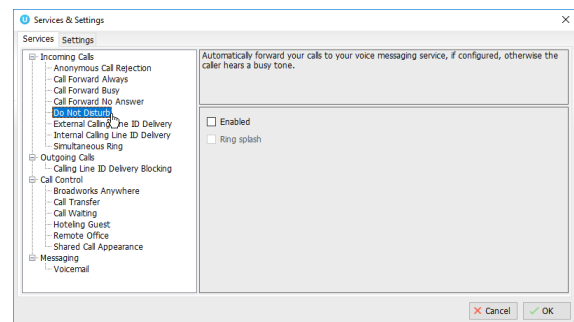 Services & Settings
Services Settings
Incoming Calls
Anonymous Call Rejection
Call Forward Always
Call Forward Busy
Call Forward No Answer
Do Not Disturb
External Calling Line ID Delivery
Internal Calling Line ID Delivery
Simultaneous Ring
Outgoing Calls
Calling Line ID Delivery Blocking
Call Control
Broadworks Anywhere
Call Transfer
Call Waiting
Hoteling Guest
Remote Office
Shared Call Appearance
Messaging
Voicemail
Automatically forward your calls to your voice messaging service, if configured, otherwise the
caller hears a busy tone.
Enabled
Ring splash
Cancel OK